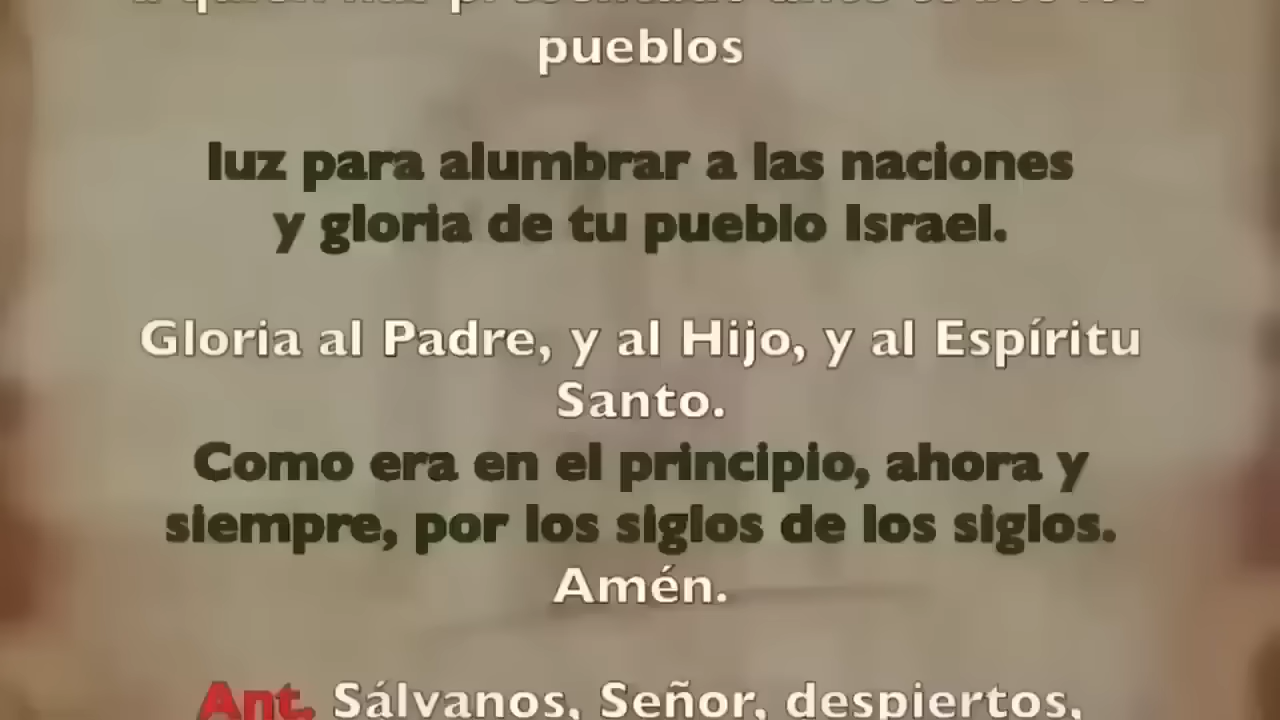 pueblos
luz para alumbrar a las naciones
y gloria de tu pueblo Israel.
Gloria al Padre, y al Hijo, y al Espíritu
Santo.
Como era en el principio, ahora y
siempre, por los siglos de los siglos.
Amén.
Ant. Sálvanos, Señor, despiertos,